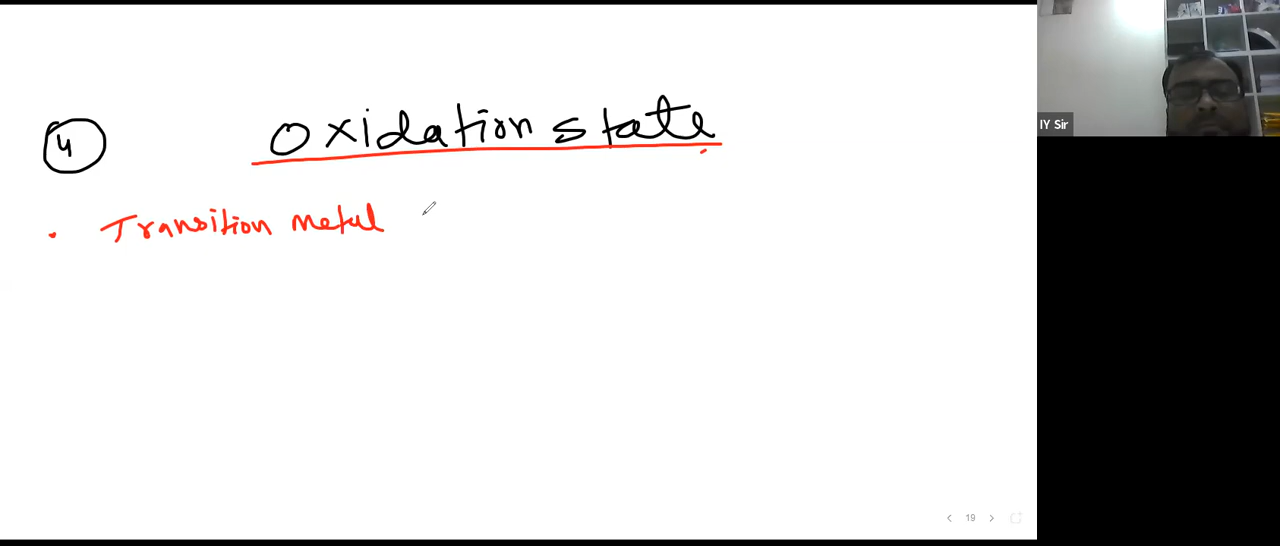 4
Oxidation state
• Transition metal
IY Sir
19